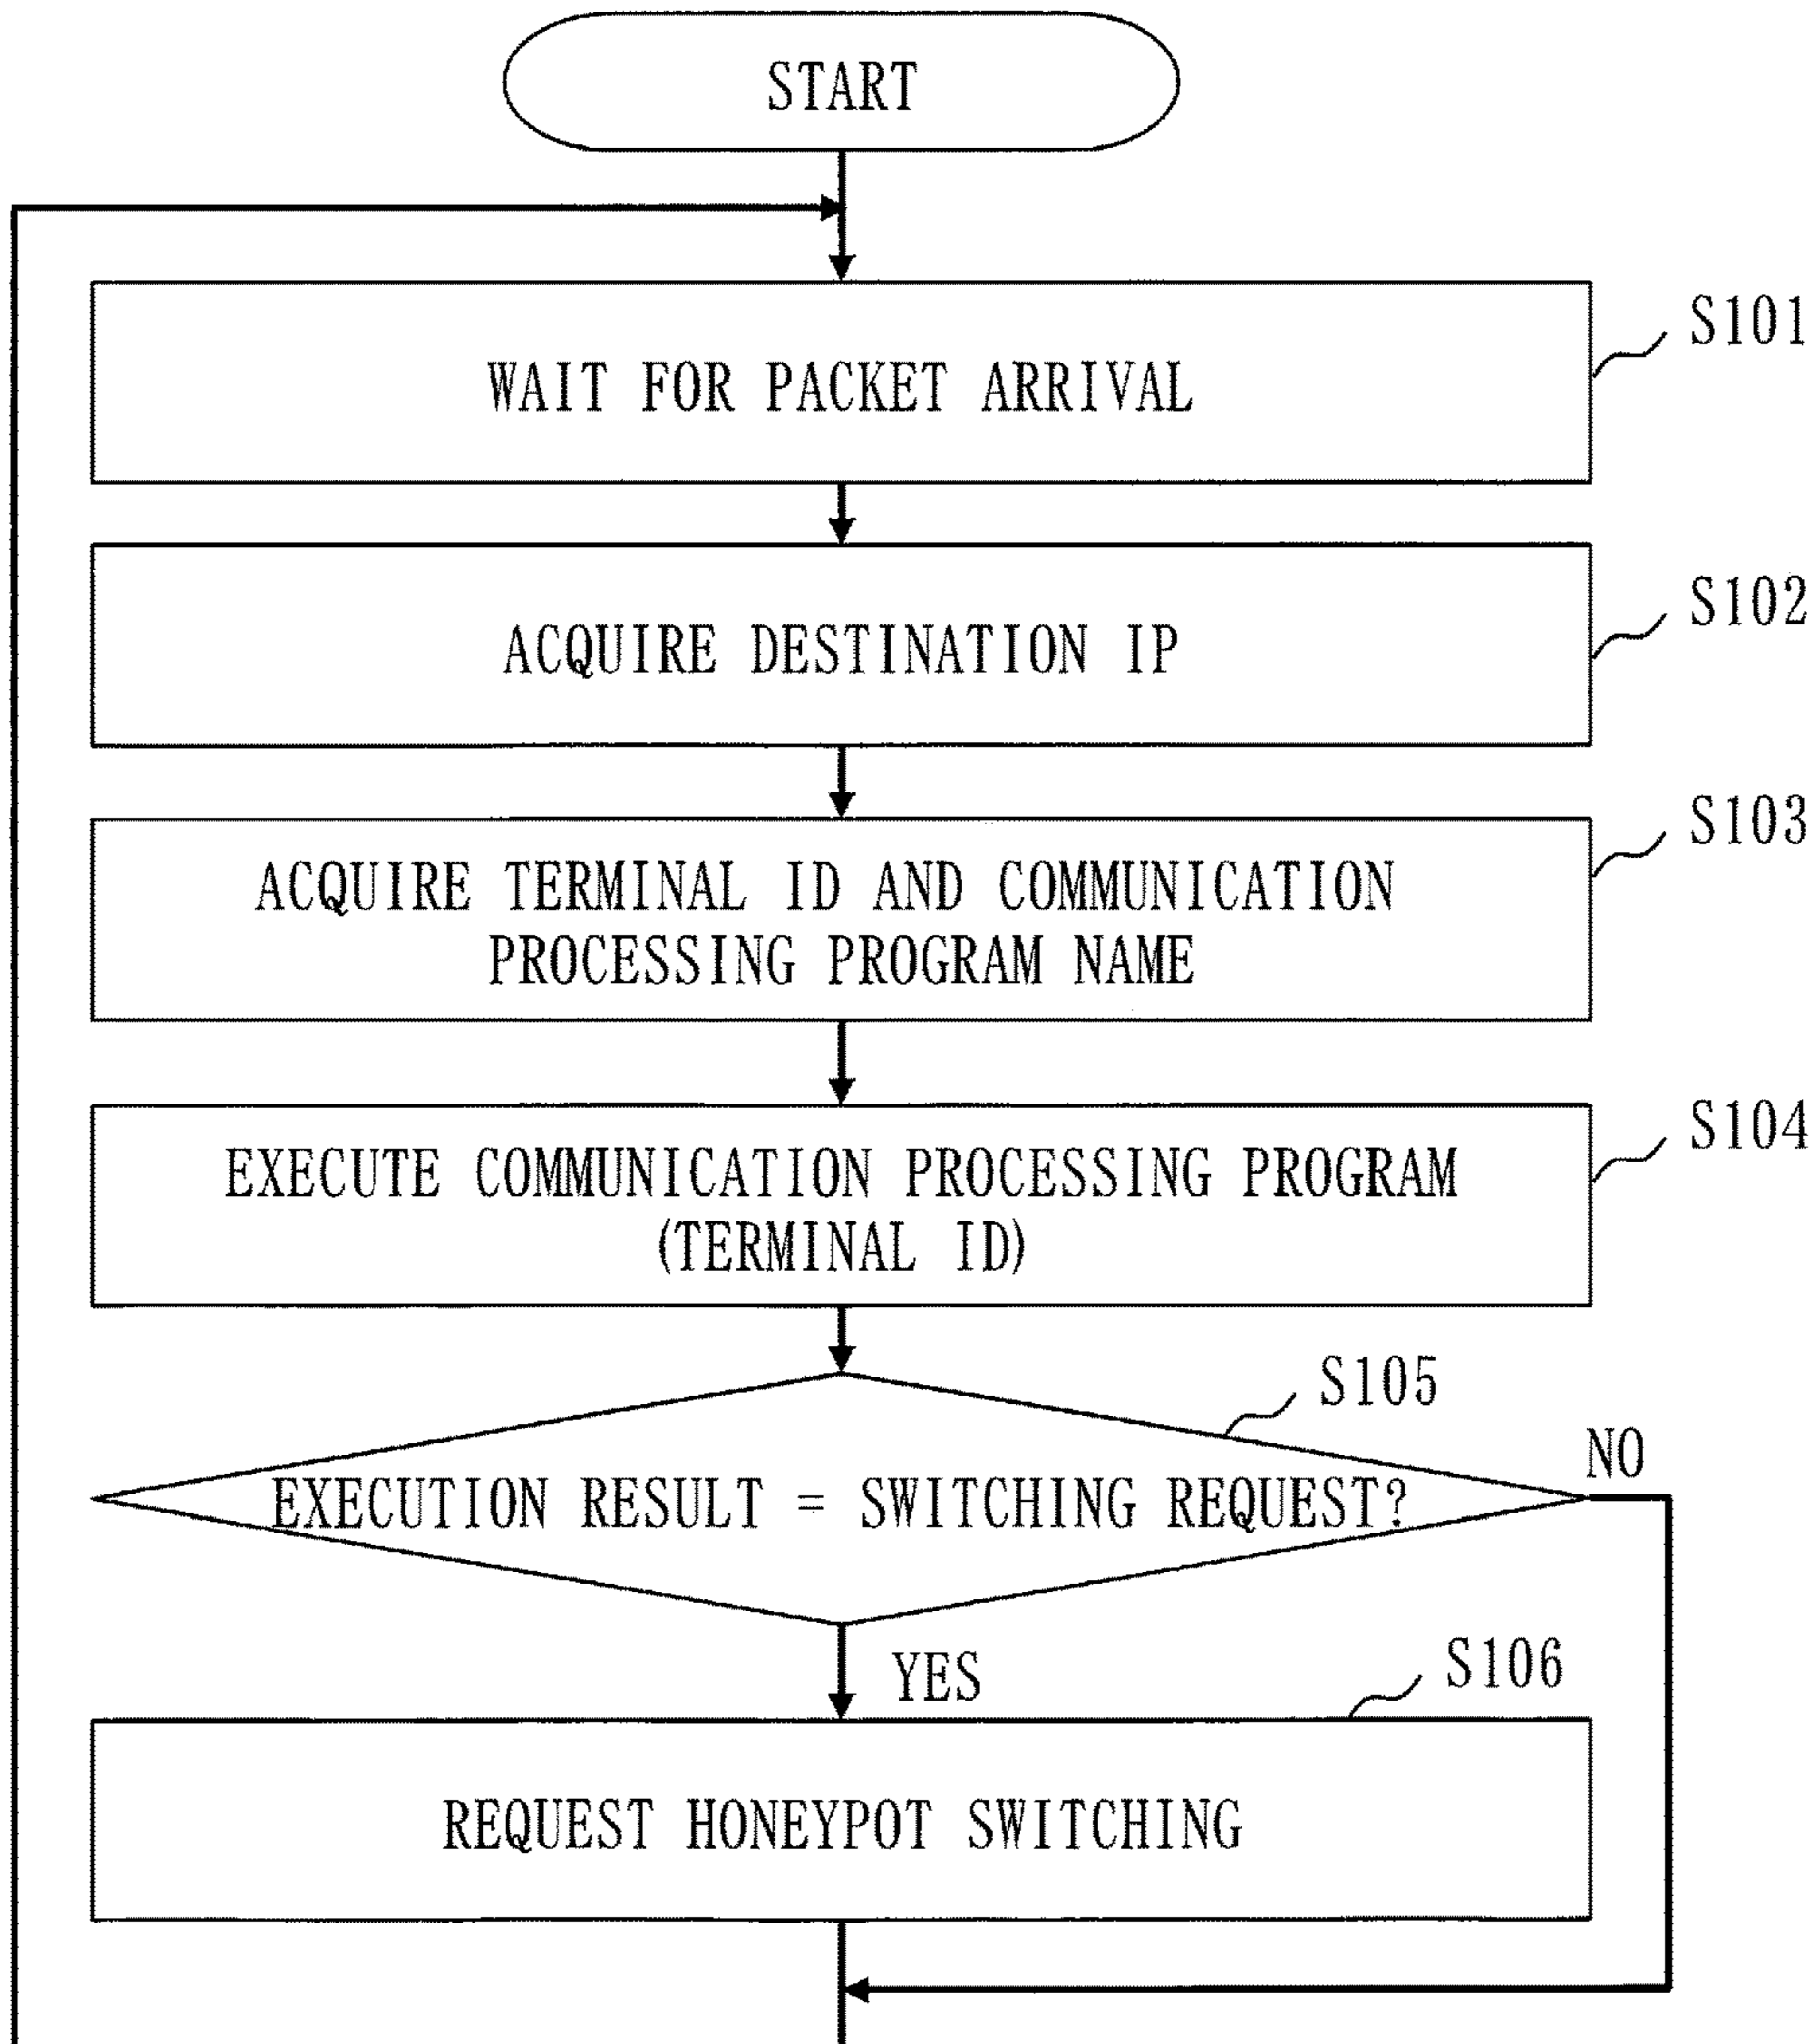 START
WAIT FOR PACKET ARRIVAL
S101
ACQUIRE DESTINATION IP
S102
ACQUIRE TERMINAL ID AND COMMUNICATION
PROCESSING PROGRAM NAME
S103
EXECUTE COMMUNICATION PROCESSING PROGRAM
(TERMINAL ID)
S104
EXECUTION RESULT = SWITCHING REQUEST?
S105
NO
YES
REQUEST HONEYPOT SWITCHING
S106